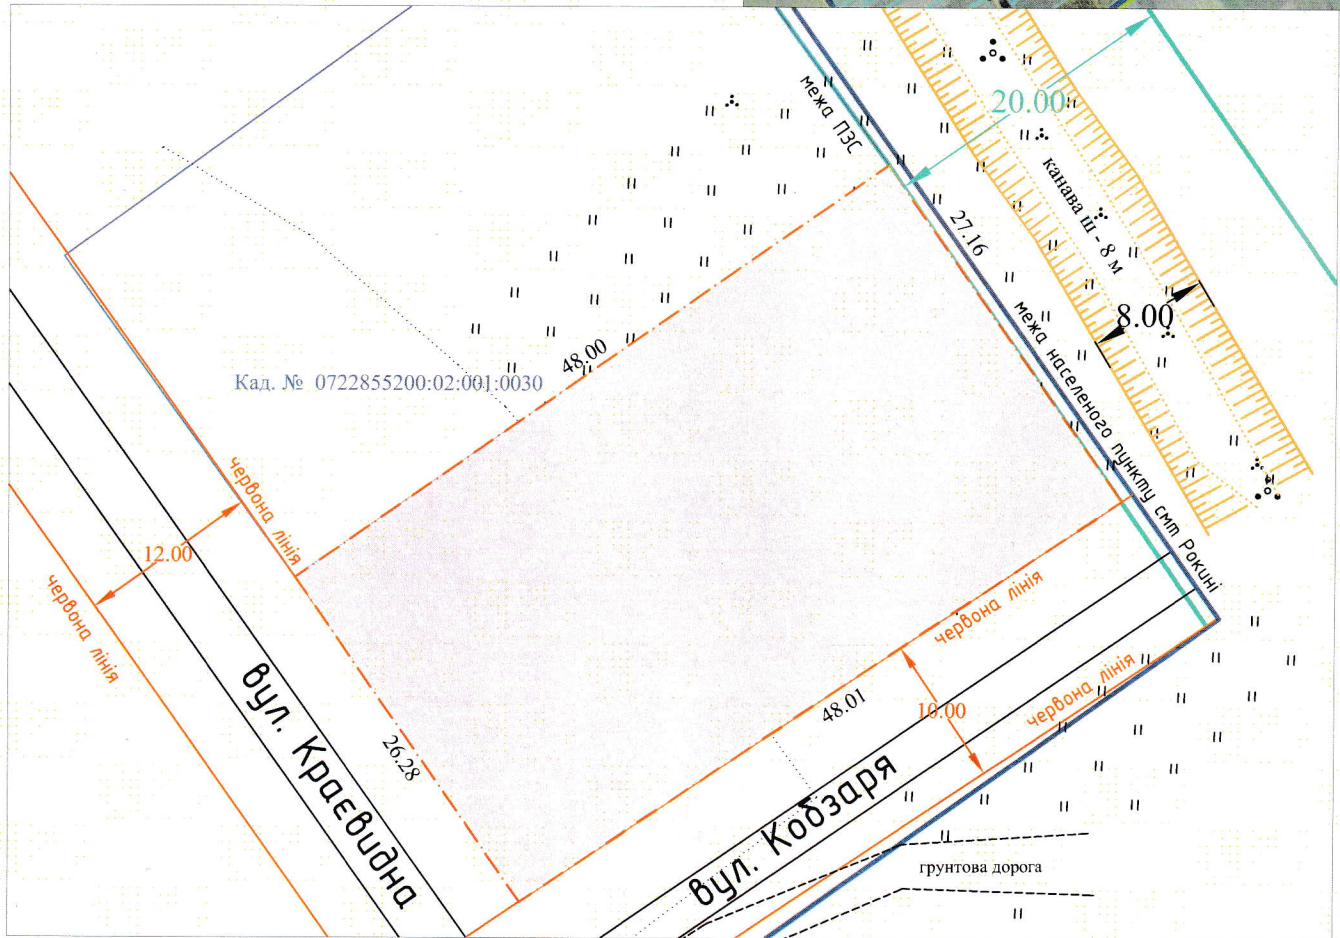 межа ПЗС
20.00
канава ш - 8 м
27.16
8.00
межа населеного пункту смт Рокині
48.00
Кад. № 0722855200:02:001:0030
червона лінія
12.00
червона лінія
червона лінія
червона лінія
48.01
10.00
26.28
вул. Краєвидна
вул. Кобзаря
грунтова дорога